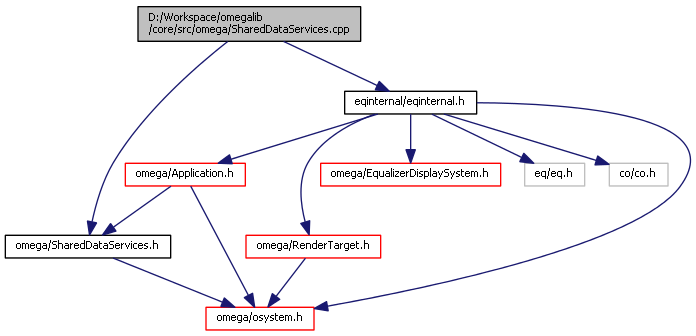 D:/Workspace/omegalib
/core/src/omega/SharedDataServices.cpp
eqinternal/eqinternal.h
omega/Application.h
omega/EqualizerDisplaySystem.h
eq/eq.h
co/co.h
omega/SharedDataServices.h
omega/RenderTarget.h
omega/osystem.h